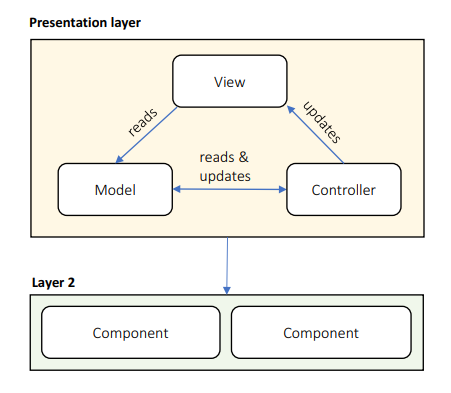 Presentation layer
View
reads
updates
reads &
updates
Model
Controller
Layer 2
Component
Component